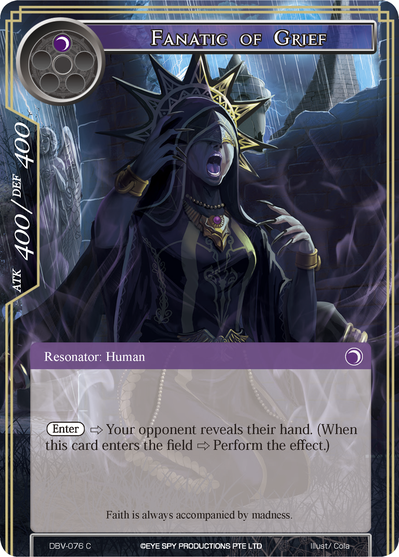 Fanatic of Grief
ATK 400/DEF 400
Resonator: Human
Enter ⇨ Your opponent reveals their hand. (When
this card enters the field ⇨ Perform the effect.)
Faith is always accompanied by madness.
DBV-076 C ©EYE SPY PRODUCTIONS PTE LTD Illust/ Cola